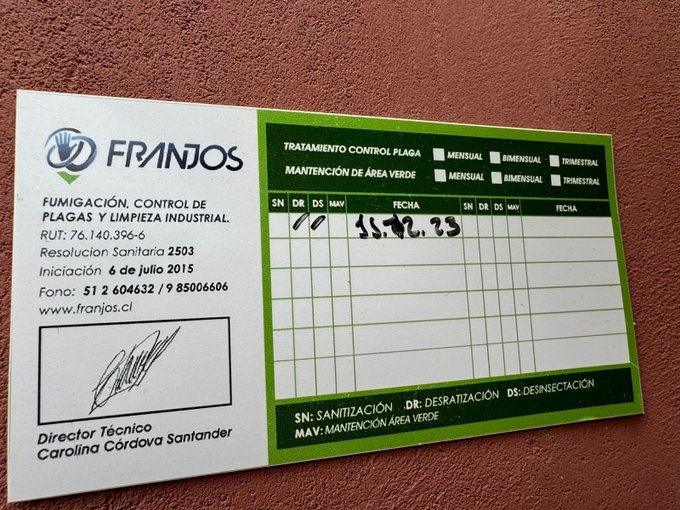 FRANJOS
FUMIGACIÓN, CONTROL DE
PLAGAS Y LIMPIEZA INDUSTRIAL.
RUT: 76.140.396-6
Resolucion Sanitaria 2503
Iniciación 6 de julio 2015
Fono: 51 2 604632 / 9 85006606
www.franjos.cl
Director Técnico
Carolina Córdova Santander
TRATAMIENTO CONTROL PLAGA MENSUAL BIMENSUAL TRIMESTRAL
MANTENCIÓN DE ÁREA VERDE MENSUAL BIMENSUAL TRIMESTRAL
SN DR DS MAV FECHA SN DR DS MAV FECHA
11.12.23
SN: SANITIZACIÓN DR: DESRATIZACIÓN DS: DESINSECTACIÓN
MAV: MANTENCIÓN ÁREA VERDE